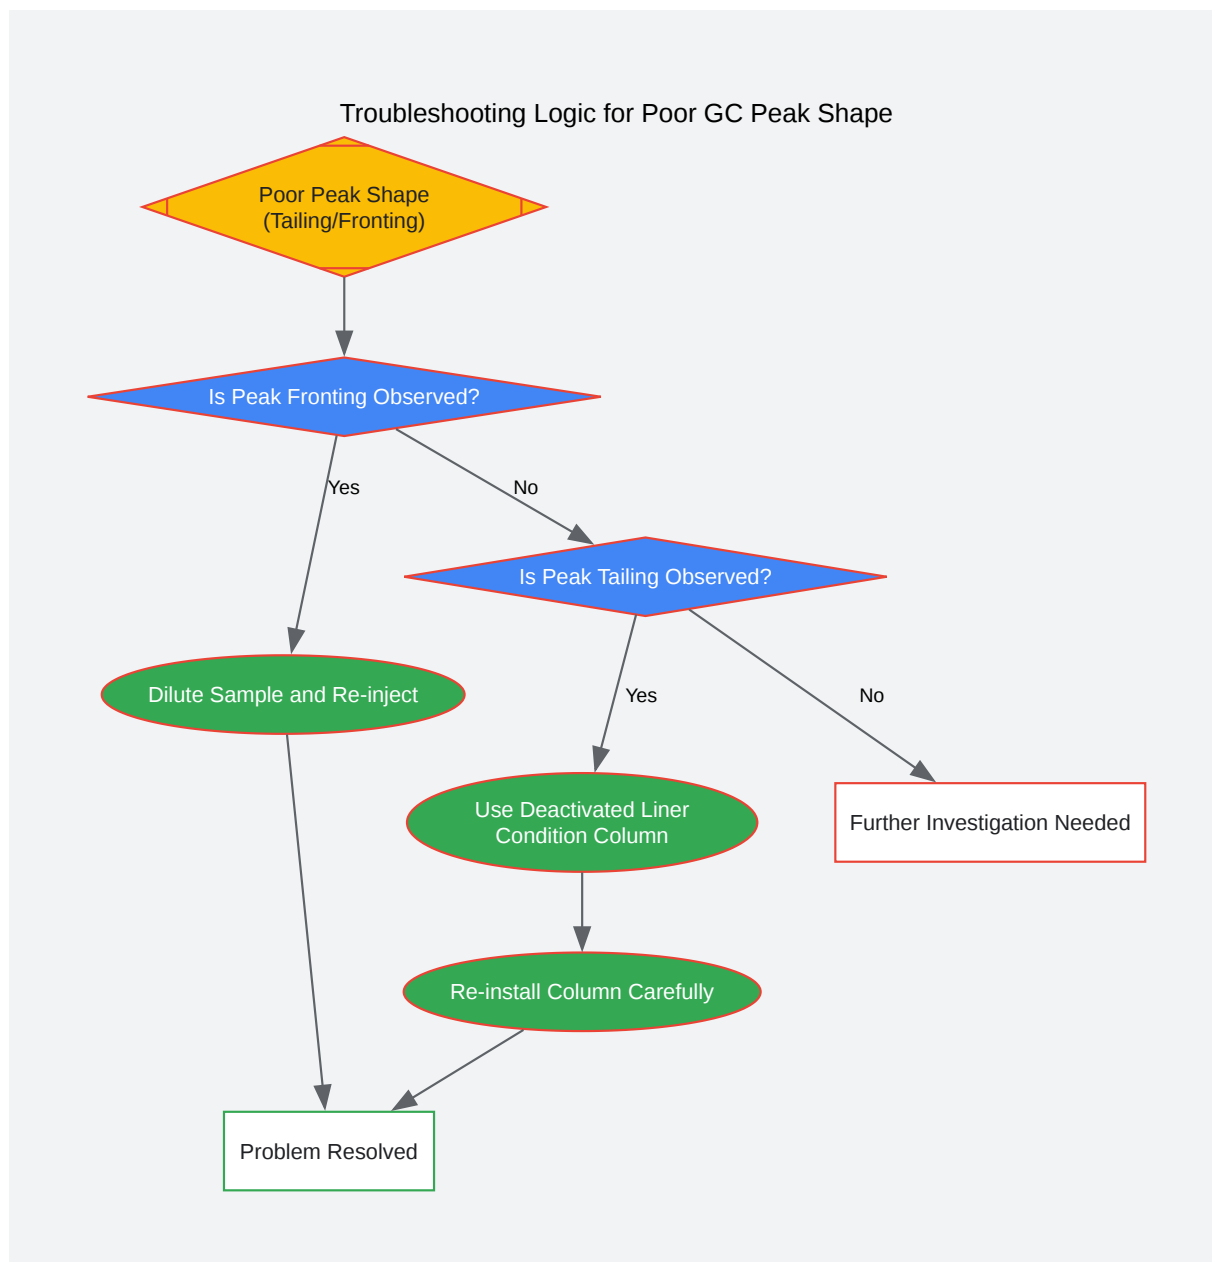 Troubleshooting Logic for Poor GC Peak Shape
Poor Peak Shape
(Tailing/Fronting)
Is Peak Fronting Observed?
Yes
No
Is Peak Tailing Observed?
Dilute Sample and Re-inject
Yes
No
Use Deactivated Liner
Condition Column
Further Investigation Needed
Re-install Column Carefully
Problem Resolved